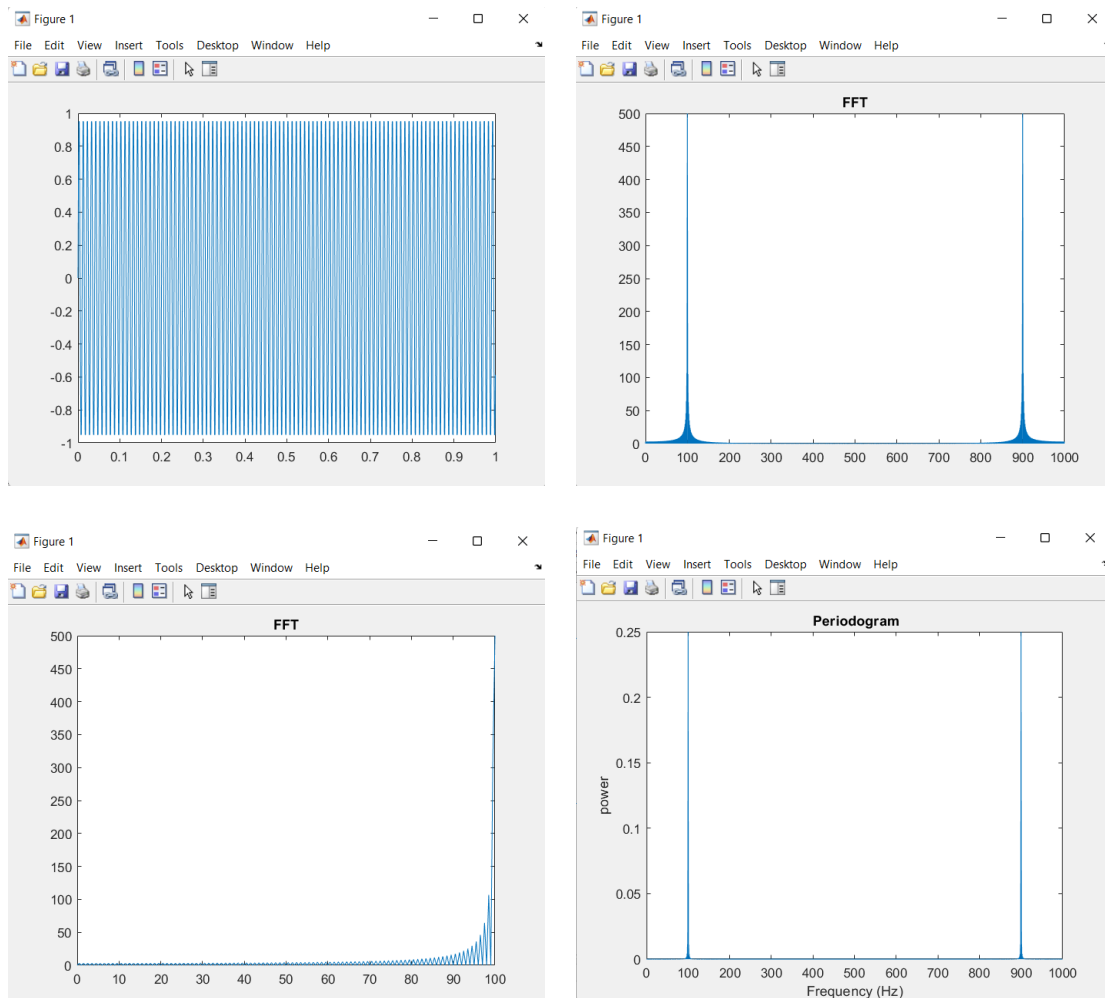 Figure 1
File Edit View Insert Tools Desktop Window Help
1
0.8
0.6
0.4
0.2
0
-0.2
-0.4
-0.6
-0.8
-1
0 0.1 0.2 0.3 0.4 0.5 0.6 0.7 0.8 0.9 1
Figure 1
File Edit View Insert Tools Desktop Window Help
FFT
500
450
400
350
300
250
200
150
100
50
0
0 100 200 300 400 500 600 700 800 900 1000
Figure 1
File Edit View Insert Tools Desktop Window Help
FFT
500
450
400
350
300
250
200
150
100
50
0
0 10 20 30 40 50 60 70 80 90 100
Figure 1
File Edit View Insert Tools Desktop Window Help
Periodogram
0.25
0.2
0.15
power
0.1
0.05
0
0 100 200 300 400 500 600 700 800 900 1000
Frequency (Hz)